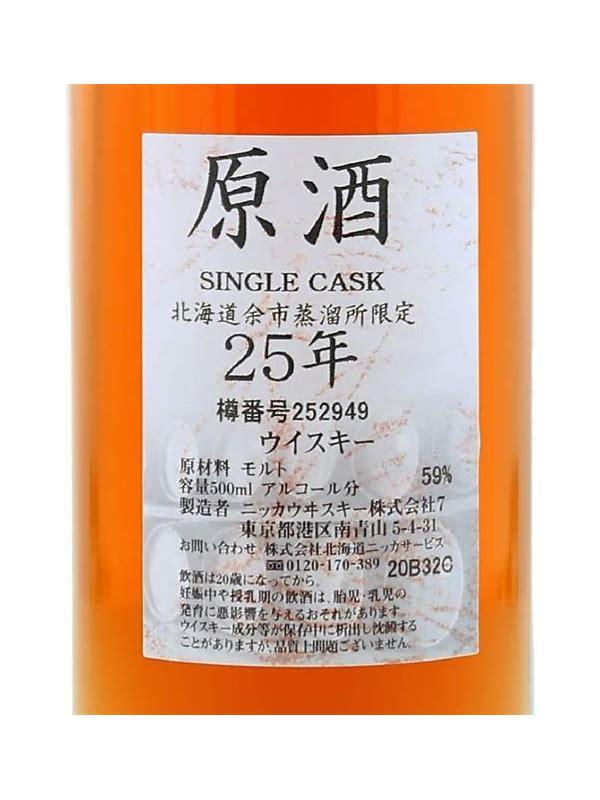 原酒
SINGLE CASK
北海道余市蒸溜所限定
25年
樽番号252949
ウイスキー
原材料 モルト
容量500ml アルコール分 59%
製造者 ニッカウヰスキー株式会社7
東京都港区南青山5-4-31
お問い合わせ 株式会社北海道ニッカサービス
0120-170-389 20B32C
飲酒は20歳になってから。
妊娠中や授乳期の飲酒は、胎児・乳児の
発育に悪影響を与えるおそれがあります。
ウイスキー成分等が保存中に析出し沈澱する
ことがありますが、品質上問題ございません。